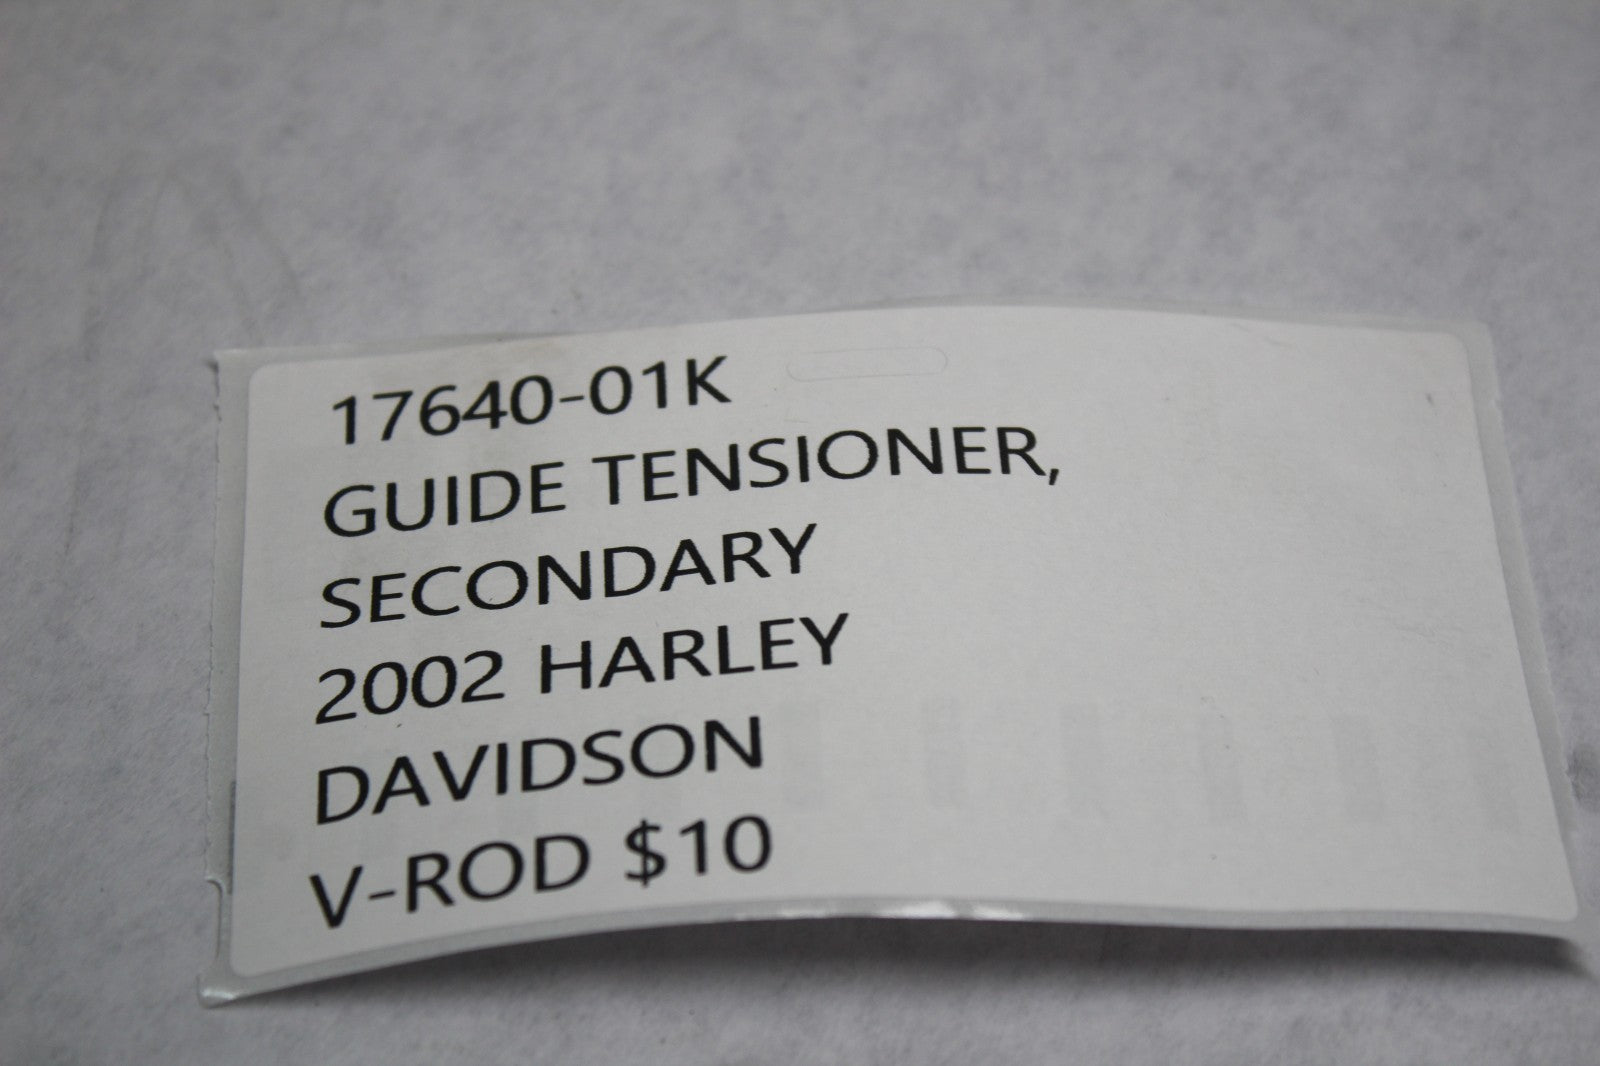 17640-01K
GUIDE TENSIONER,
SECONDARY
2002 HARLEY
DAVIDSON
V-ROD $10